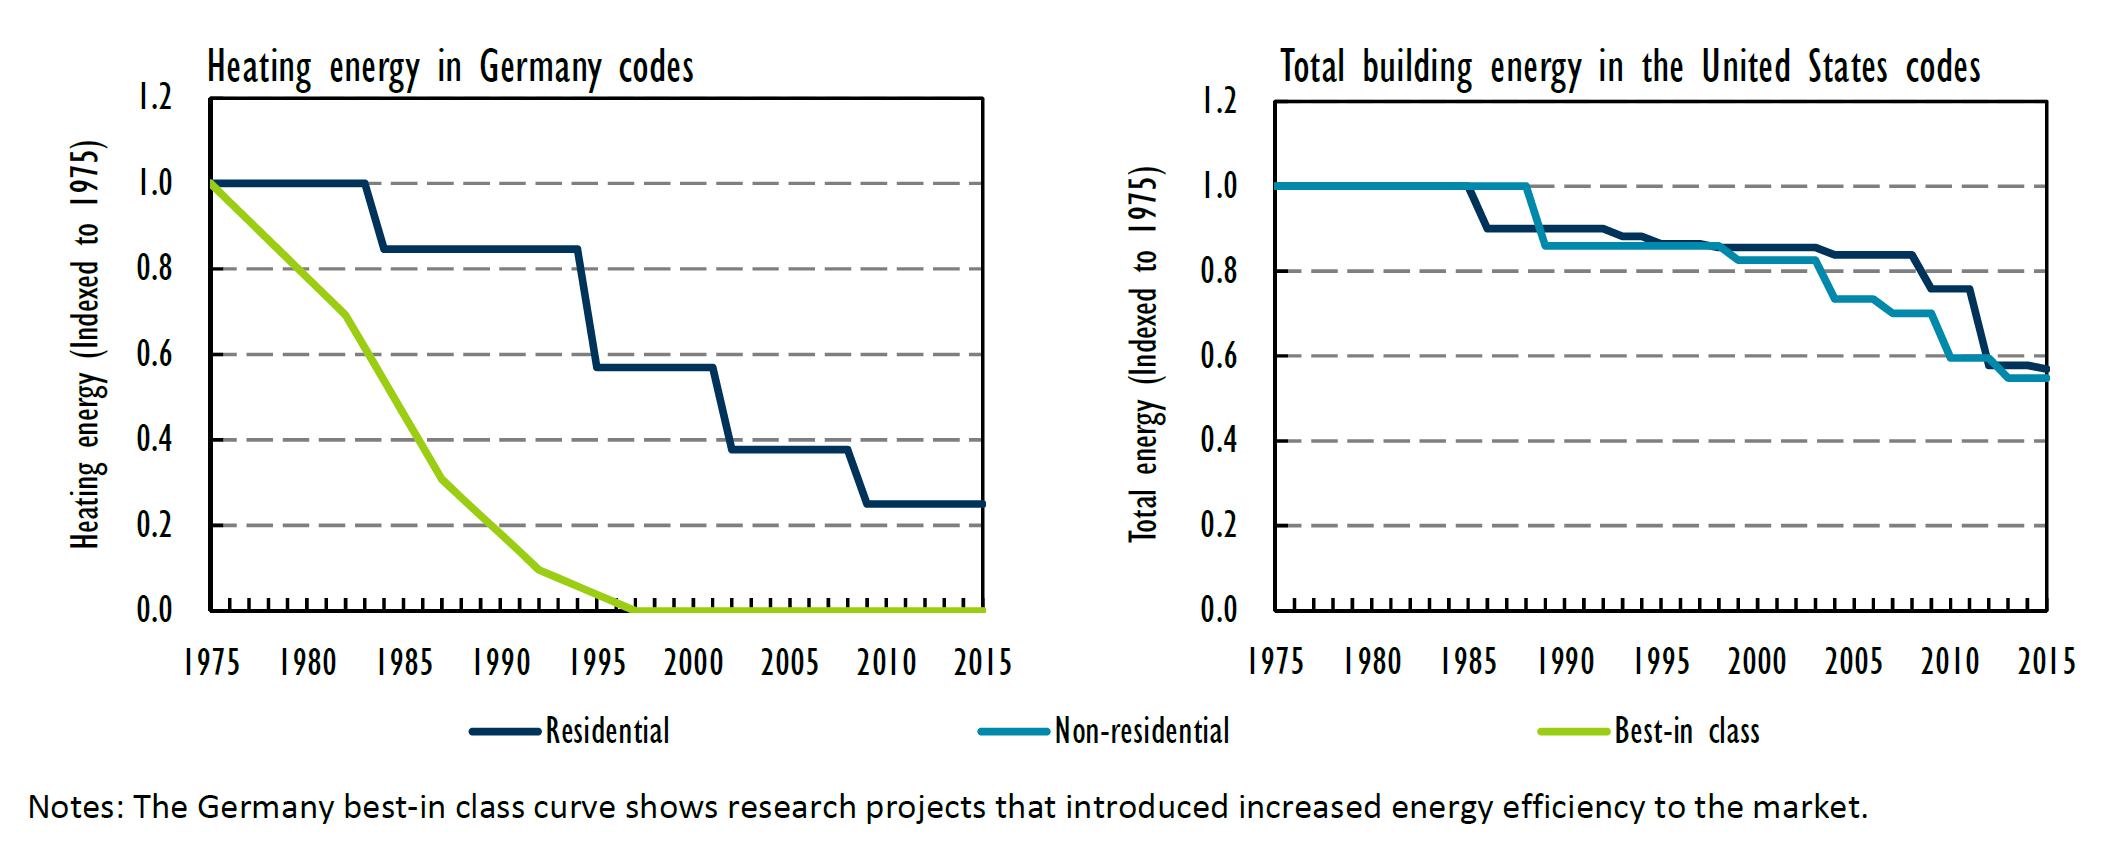 Heating energy in Germany codes
Heating energy (Indexed to 1975)
1.2
1.0
0.8
0.6
0.4
0.2
0.0
1975 1980 1985 1990 1995 2000 2005 2010 2015
Total building energy in the United States codes
Total energy (Indexed to 1975)
1.2
1.0
0.8
0.6
0.4
0.2
0.0
1975 1980 1985 1990 1995 2000 2005 2010 2015
Residential Non-residential Best-in class
Notes: The Germany best-in class curve shows research projects that introduced increased energy efficiency to the market.